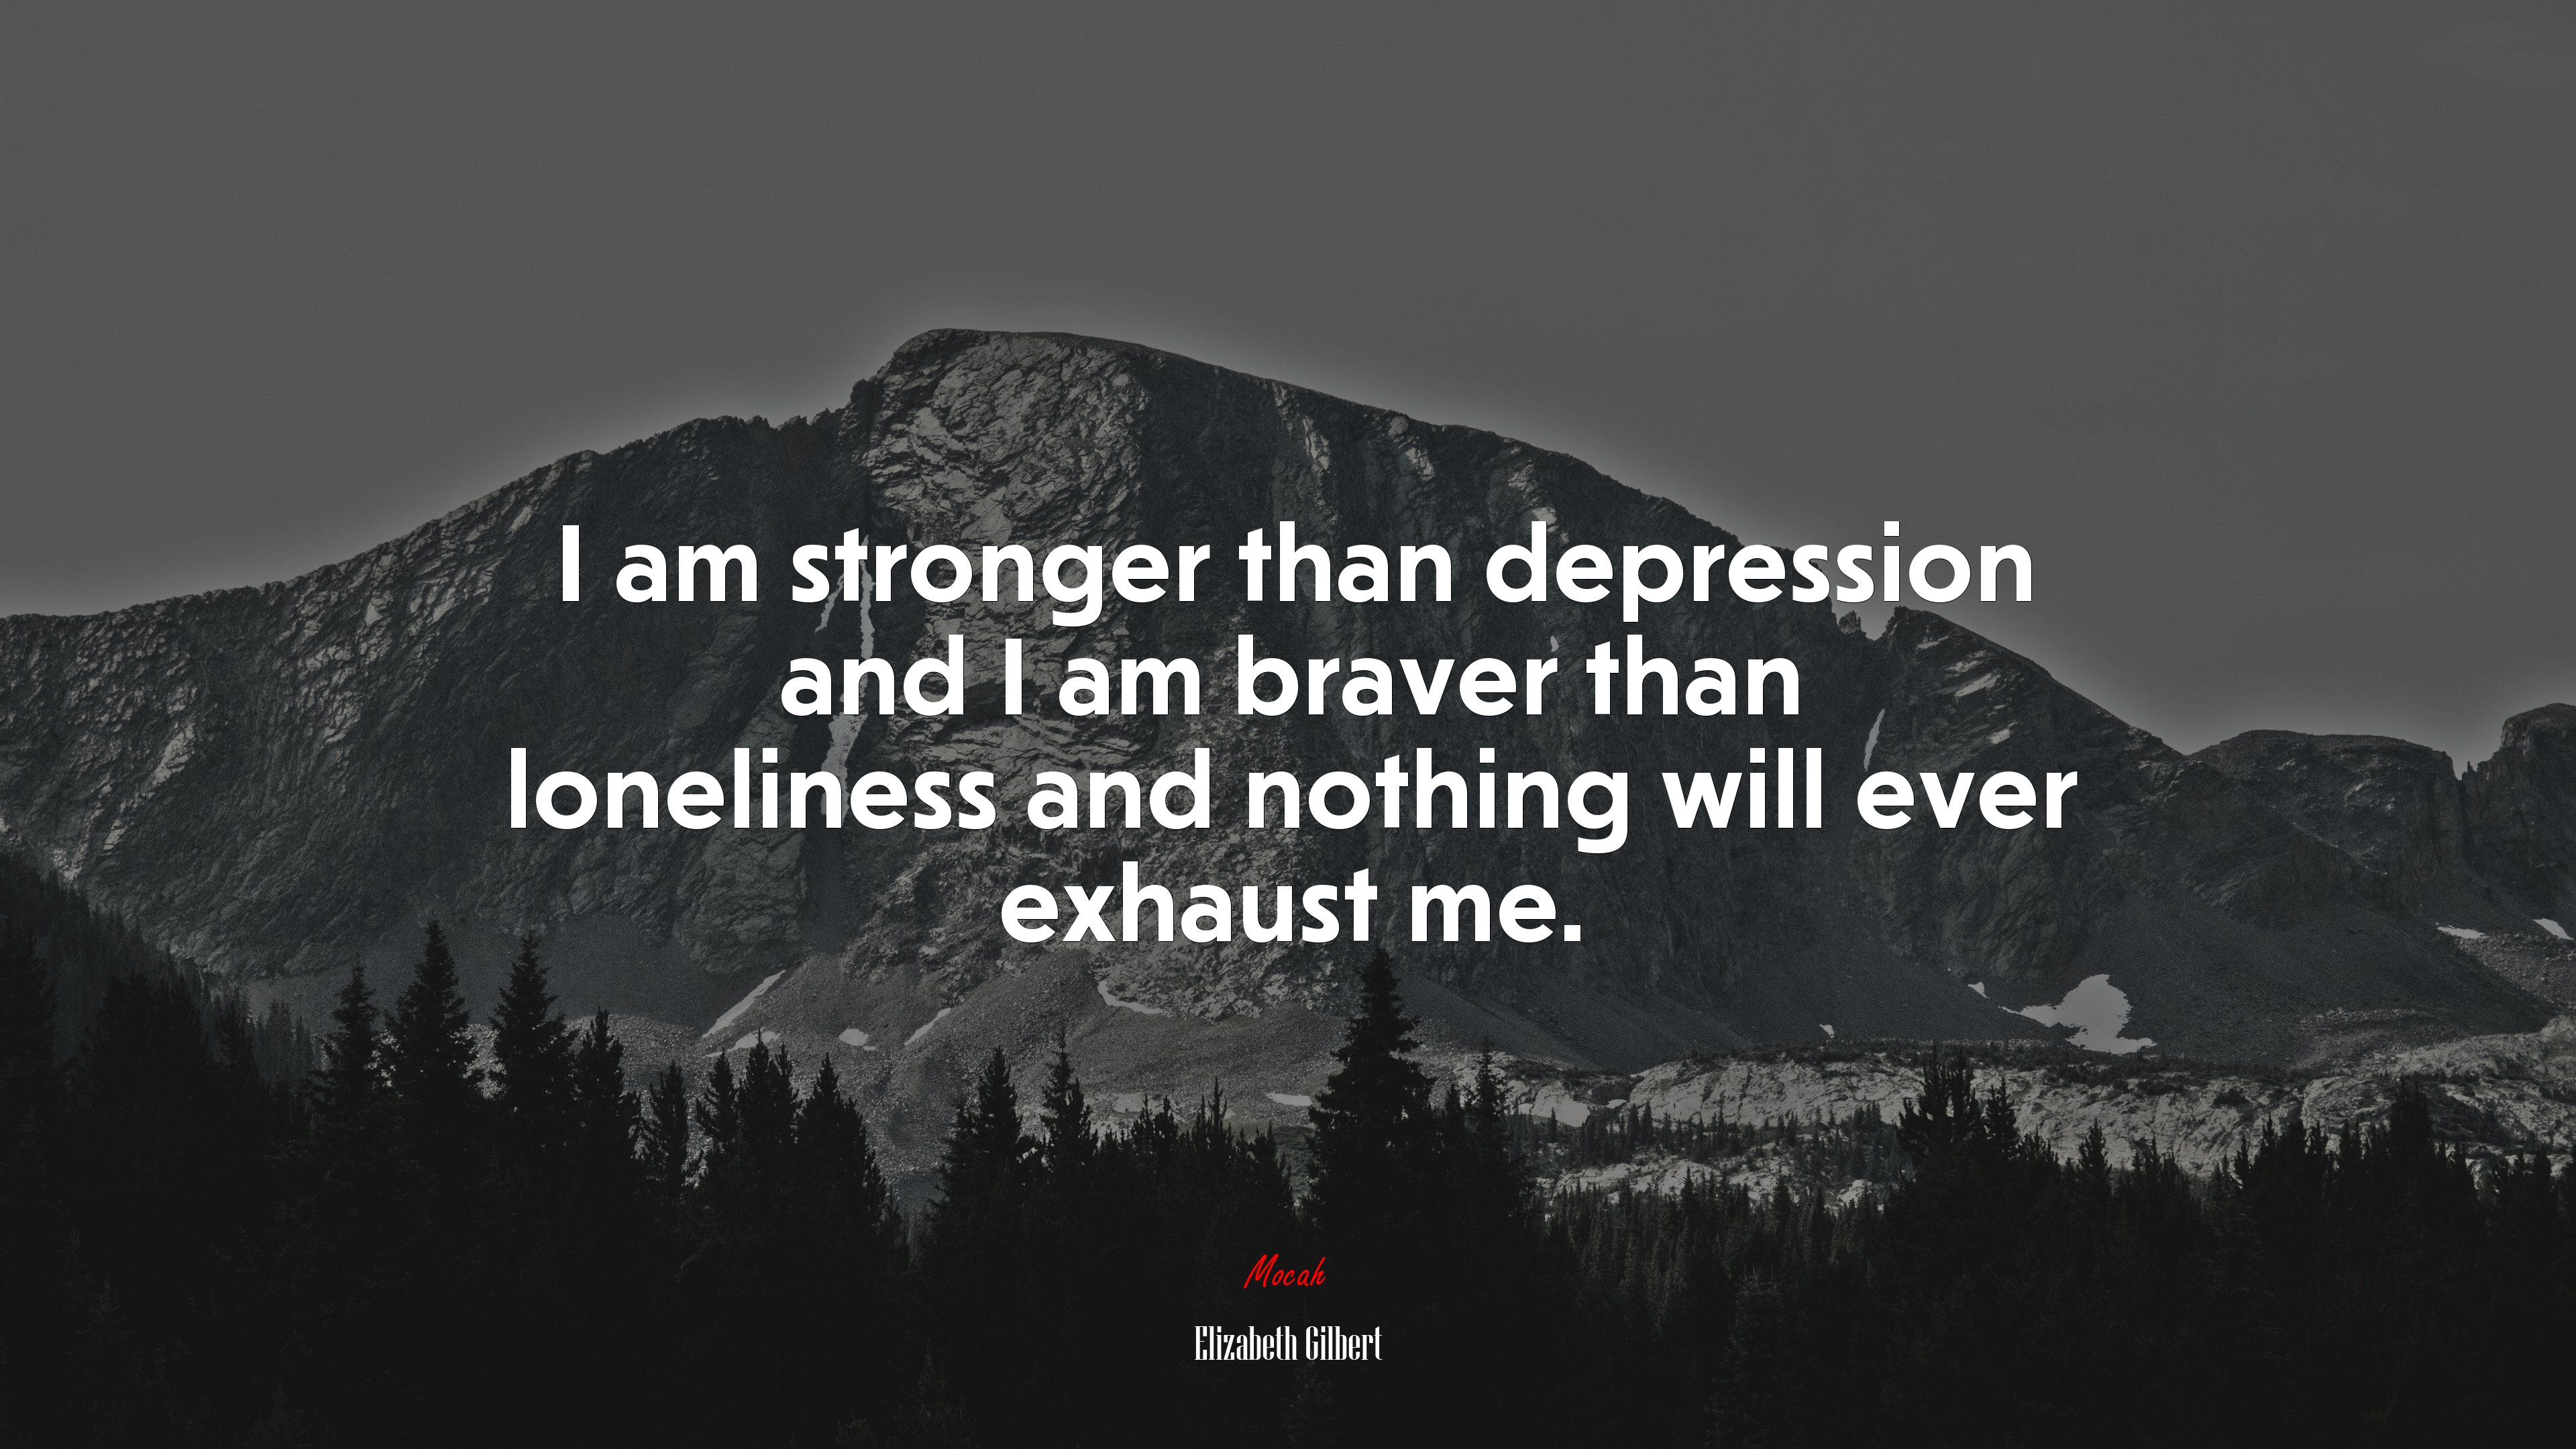 I am stronger than depression
and I am braver than
loneliness and nothing will ever
exhaust me.
Mocah
Elizabeth Gilbert